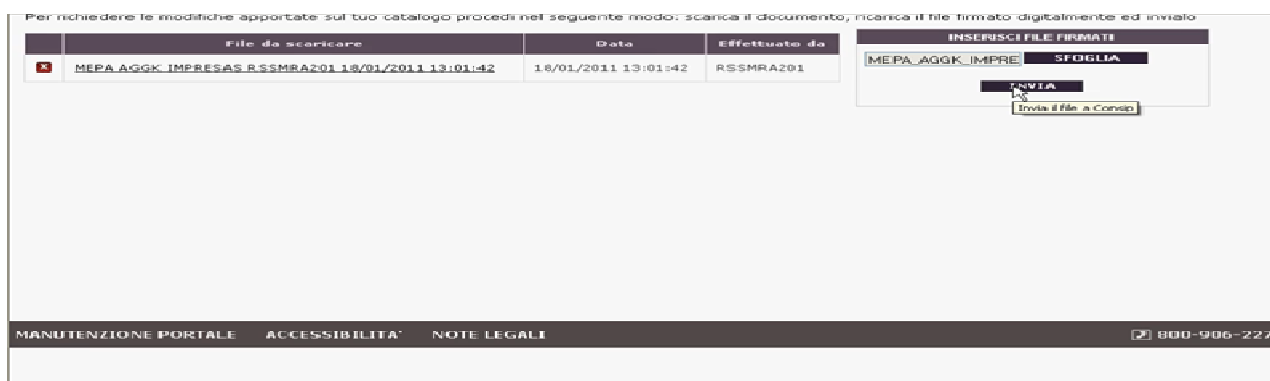 Per richiedere le modifiche apportate sul tuo catalogo procedi nel seguente modo: scarica il documento, ricarica il file firmato digitalmente ed invialo
File da scaricare Data Effettuato da
MEPA AGGK IMPRESAS RSSMRA201 18/01/2011 13:01:42 18/01/2011 13:01:42 RSSMRA201
INSERISCI FILE FIRMATI
MEPA_AGGK_IMPRE SFOGLIA
INVIA
Invia il file a Consip
MANUTENZIONE PORTALE ACCESSIBILITA' NOTE LEGALI 800-906-227